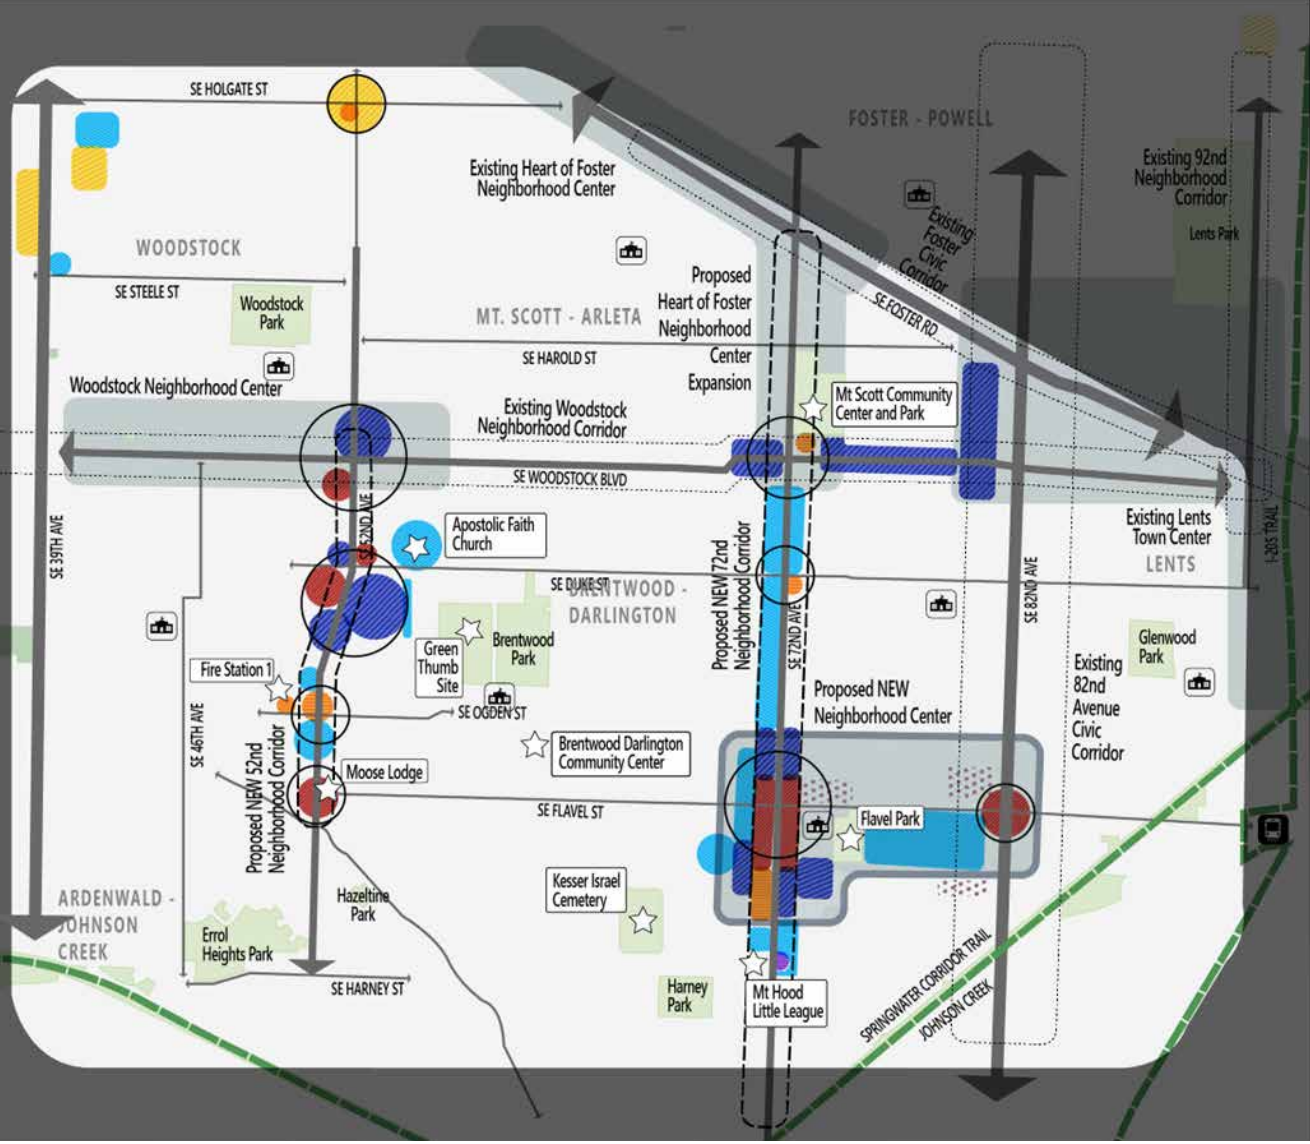 SE HOLGATE ST
FOSTER - POWELL
Existing Heart of Foster
Neighborhood Center
Existing 92nd
Neighborhood
Corridor
Lents Park
Existing
Foster
Civic
Corridor
WOODSTOCK
SE STEELE ST
Woodstock
Park
MT. SCOTT - ARLETA
Proposed
Heart of Foster
Neighborhood
Center
Expansion
SE FOSTER RD
SE HAROLD ST
Woodstock Neighborhood Center
Existing Woodstock
Neighborhood Corridor
Mt Scott Community
Center and Park
SE WOODSTOCK BLVD
SE 39TH AVE
SE 52ND AVE
Apostolic Faith
Church
Existing Lents
Town Center
LENTS
I-205 TRAIL
SE DUKE ST
BRENTWOOD -
DARLINGTON
Proposed NEW 72nd
Neighborhood Corridor
SE 72ND AVE
SE 82ND AVE
Green
Thumb
Site
Brentwood
Park
Glenwood
Park
Fire Station 1
SE OGDEN ST
Existing
82nd
Avenue
Civic
Corridor
Proposed NEW
Neighborhood Center
SE 46TH AVE
Proposed NEW 52nd
Neighborhood Corridor
Moose Lodge
Brentwood Darlington
Community Center
SE FLAVEL ST
Flavel Park
ARDENWALD -
JOHNSON
CREEK
Hazeltine
Park
Kesser Israel
Cemetery
Errol
Heights Park
SE HARNEY ST
Harney
Park
Mt Hood
Little League
SPRINGWATER CORRIDOR TRAIL
JOHNSON CREEK